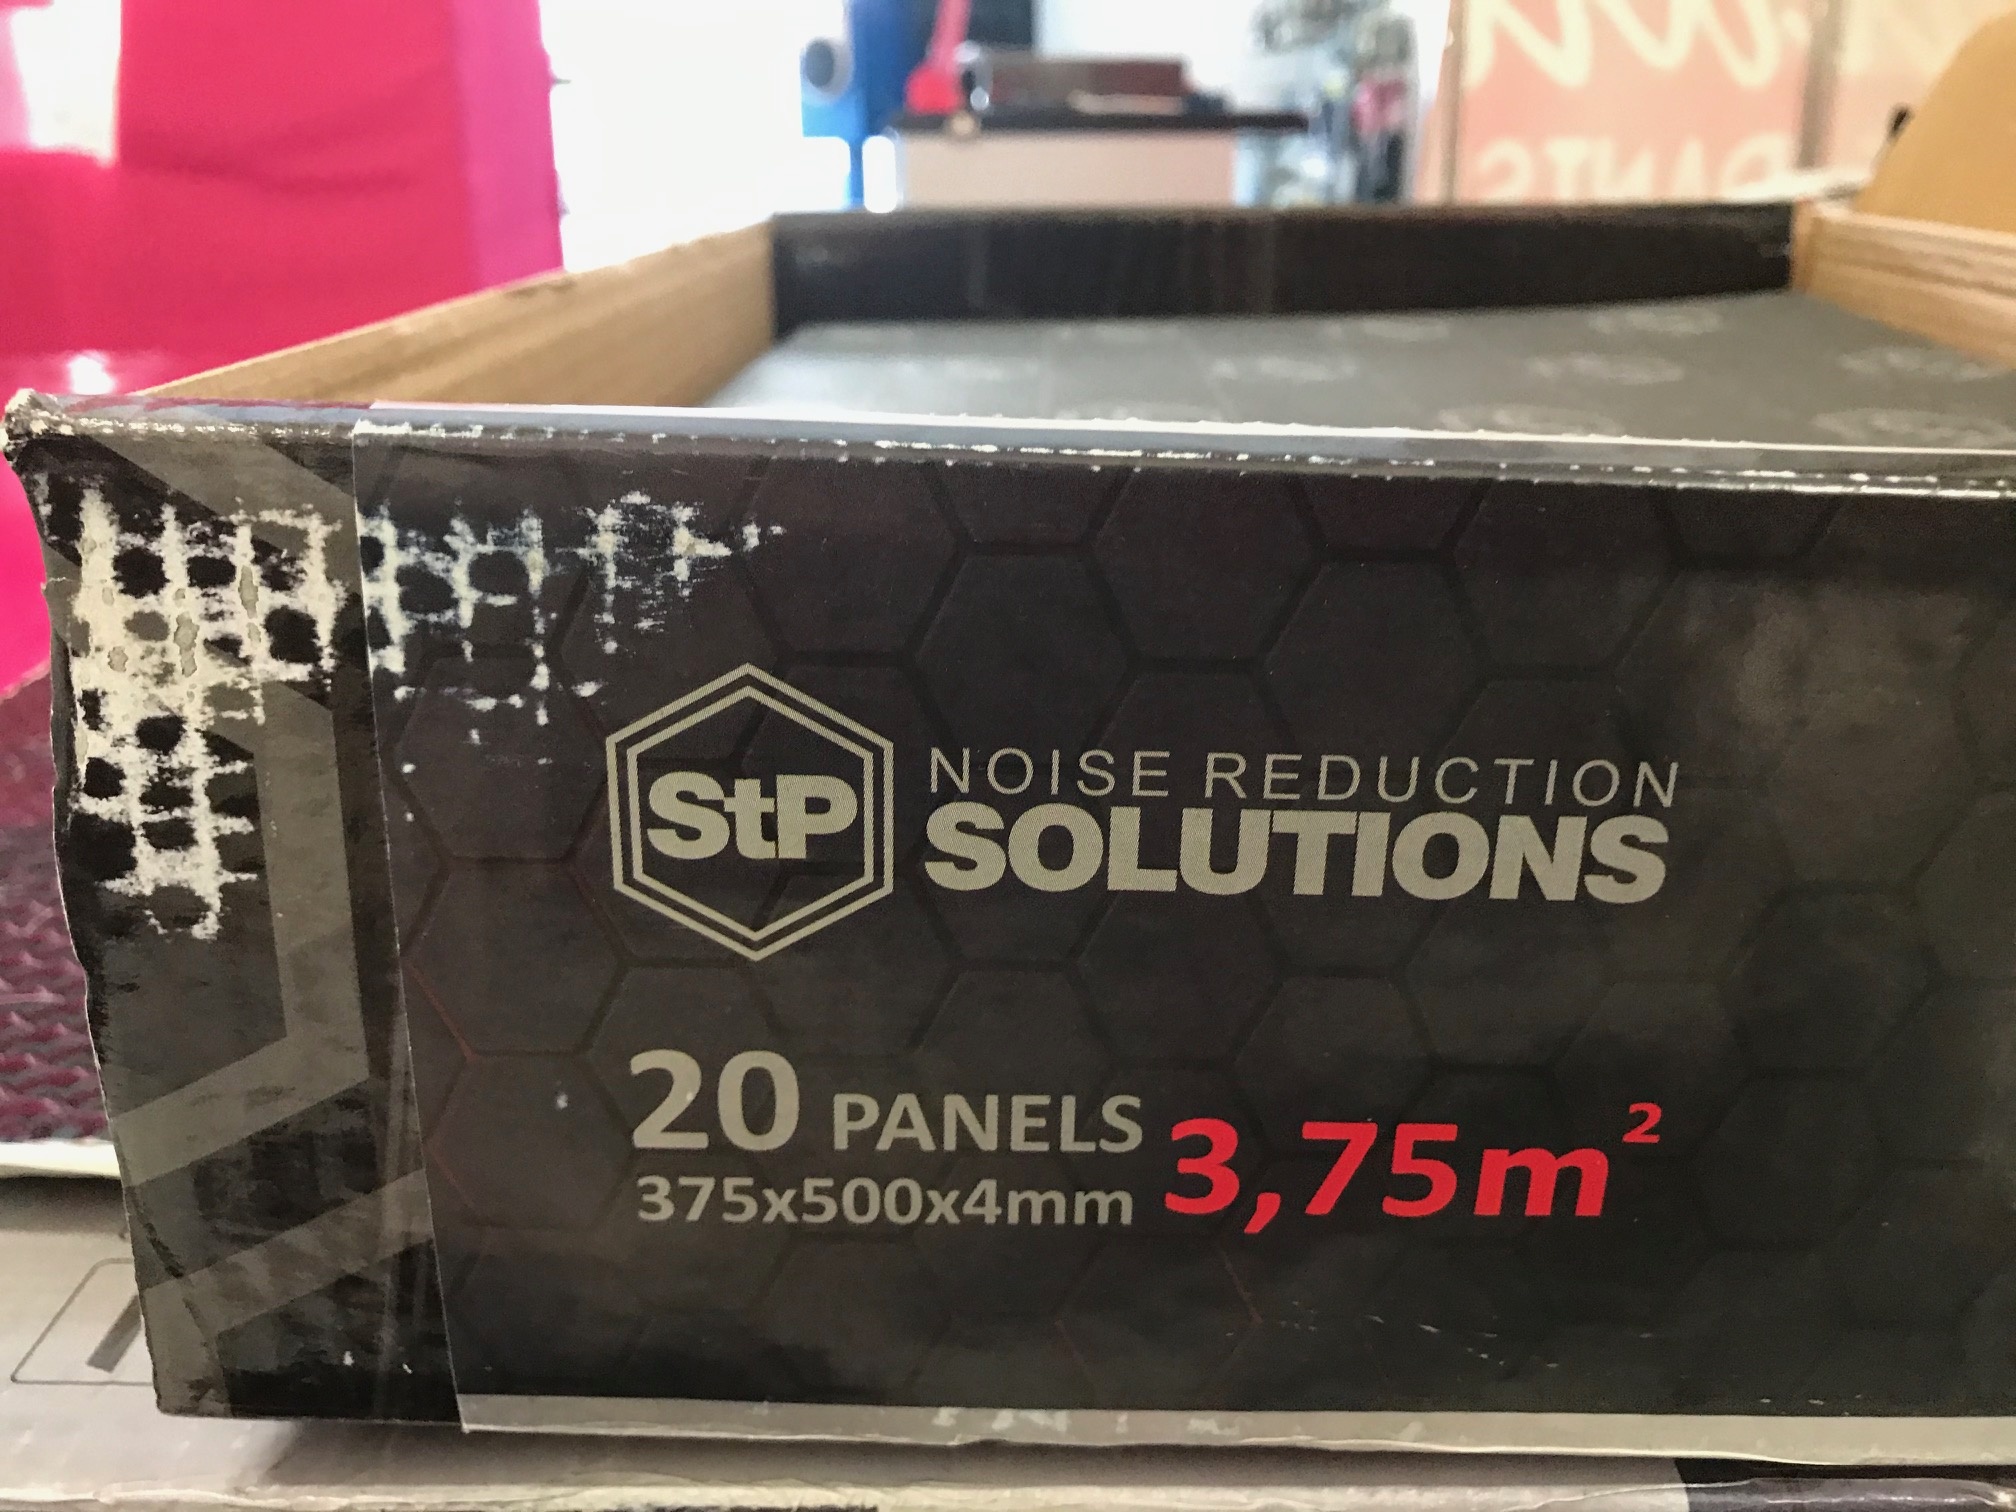 StP
NOISE REDUCTION
SOLUTIONS
20 PANELS
375x500x4mm
3,75m²